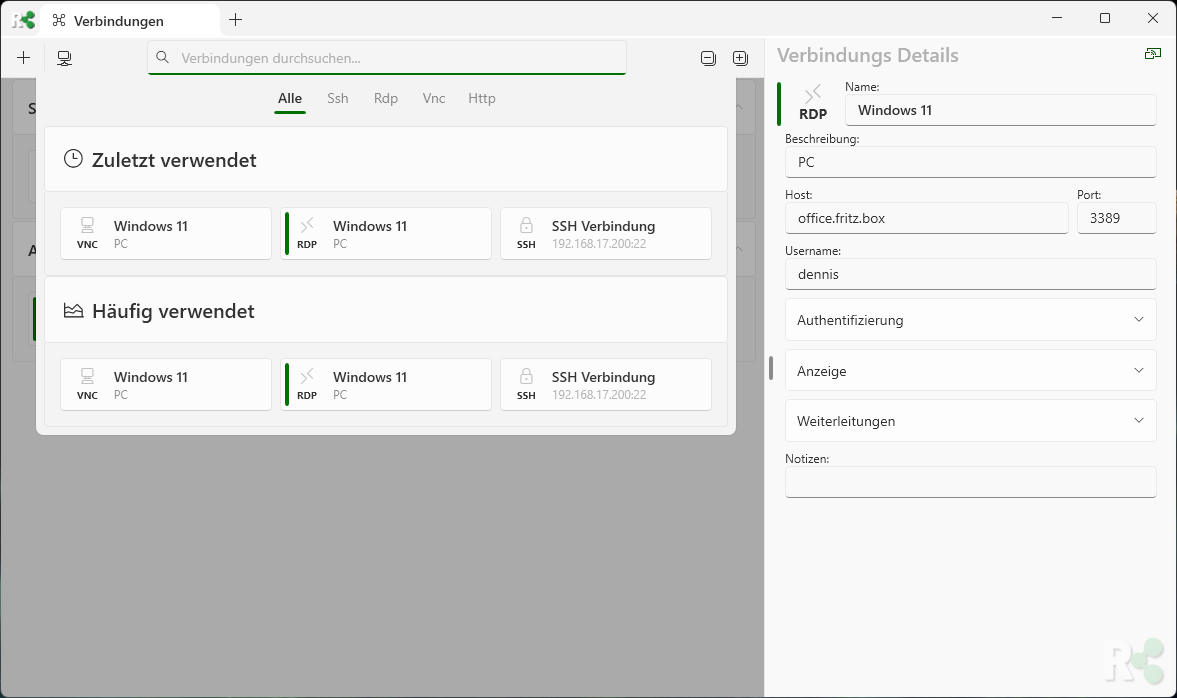 Verbindungen
Verbindungen durchsuchen...
Alle Ssh Rdp Vnc Http
Zuletzt verwendet
Windows 11
VNC PC
Windows 11
RDP PC
SSH Verbindung
SSH 192.168.17.200:22
Häufig verwendet
Windows 11
VNC PC
Windows 11
RDP PC
SSH Verbindung
SSH 192.168.17.200:22
S
A
Verbindungs Details
RDP
Name:
Windows 11
Beschreibung:
PC
Host: Port:
office.fritz.box 3389
Username:
dennis
Authentifizierung
Anzeige
Weiterleitungen
Notizen:
R